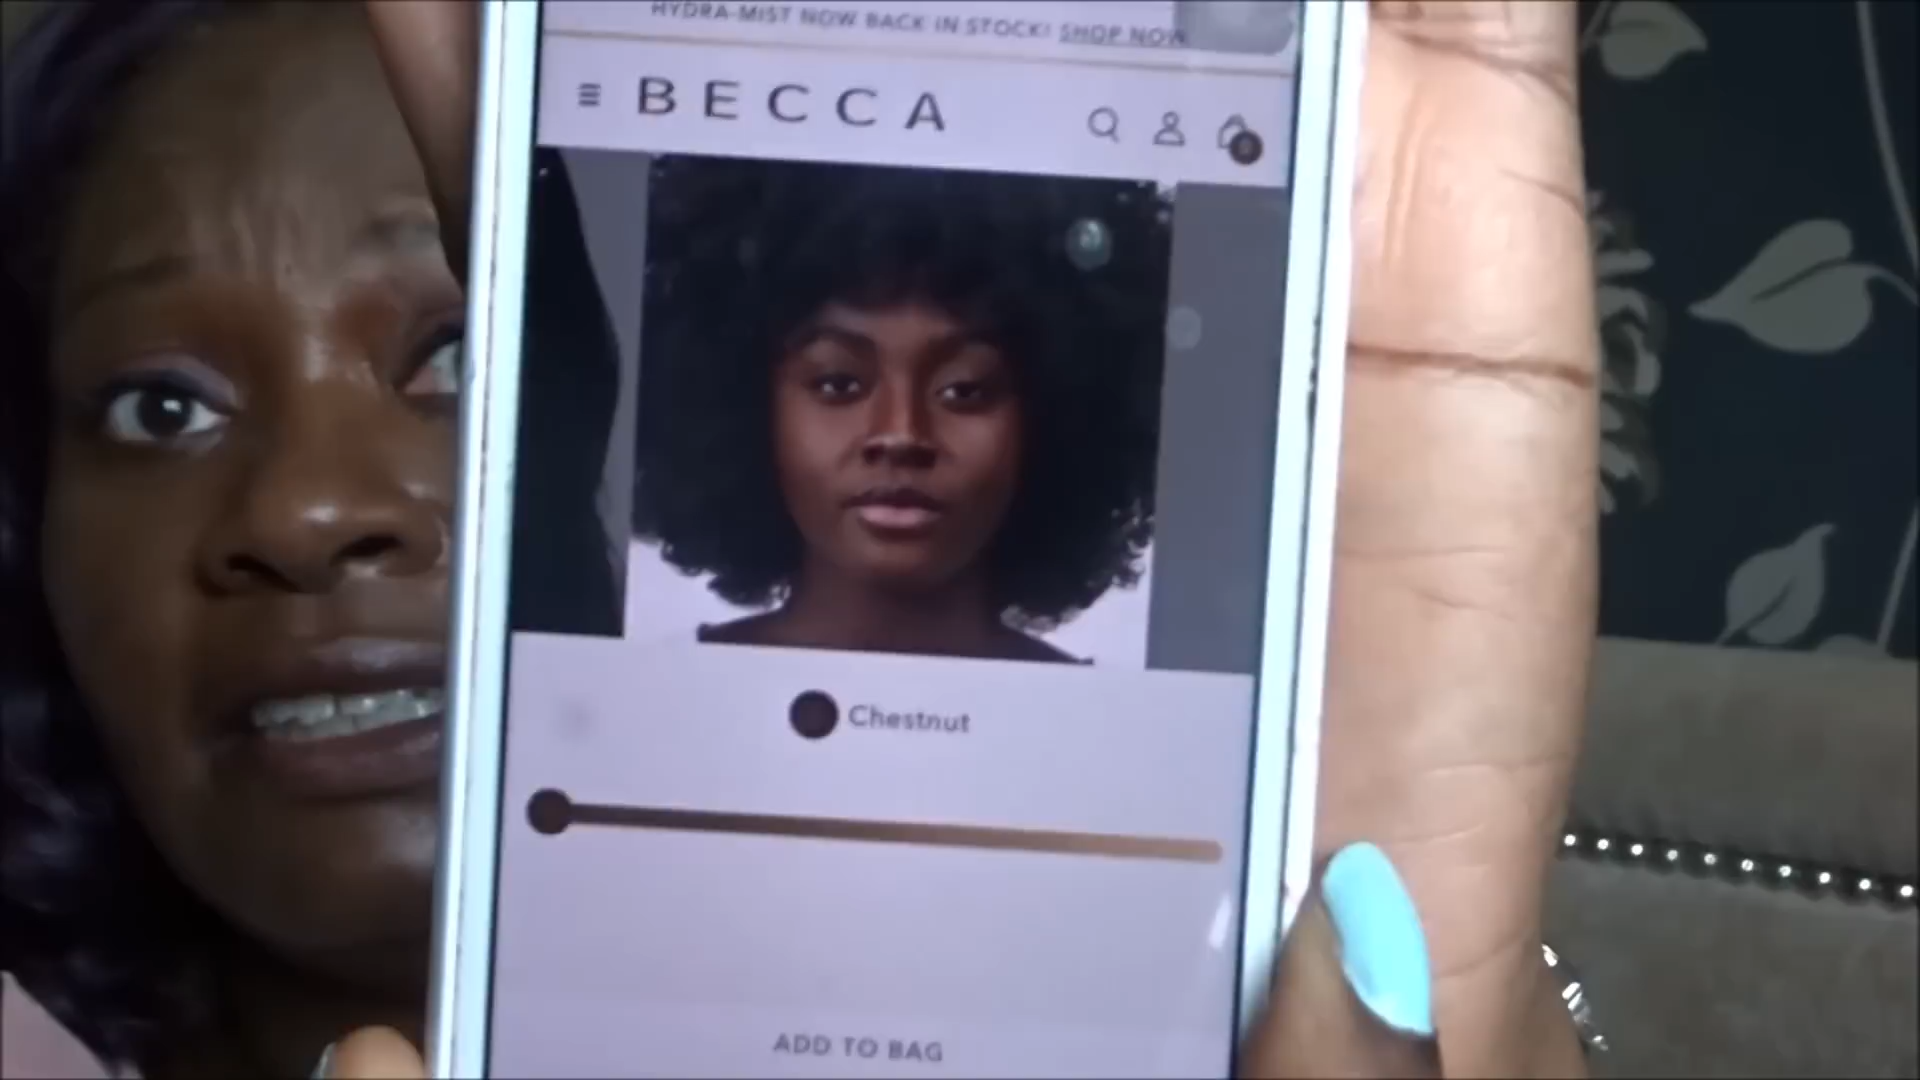 HYDRA-MIST NOW BACK IN STOCK! SHOP NOW
BECCA
Chestnut
ADD TO BAG